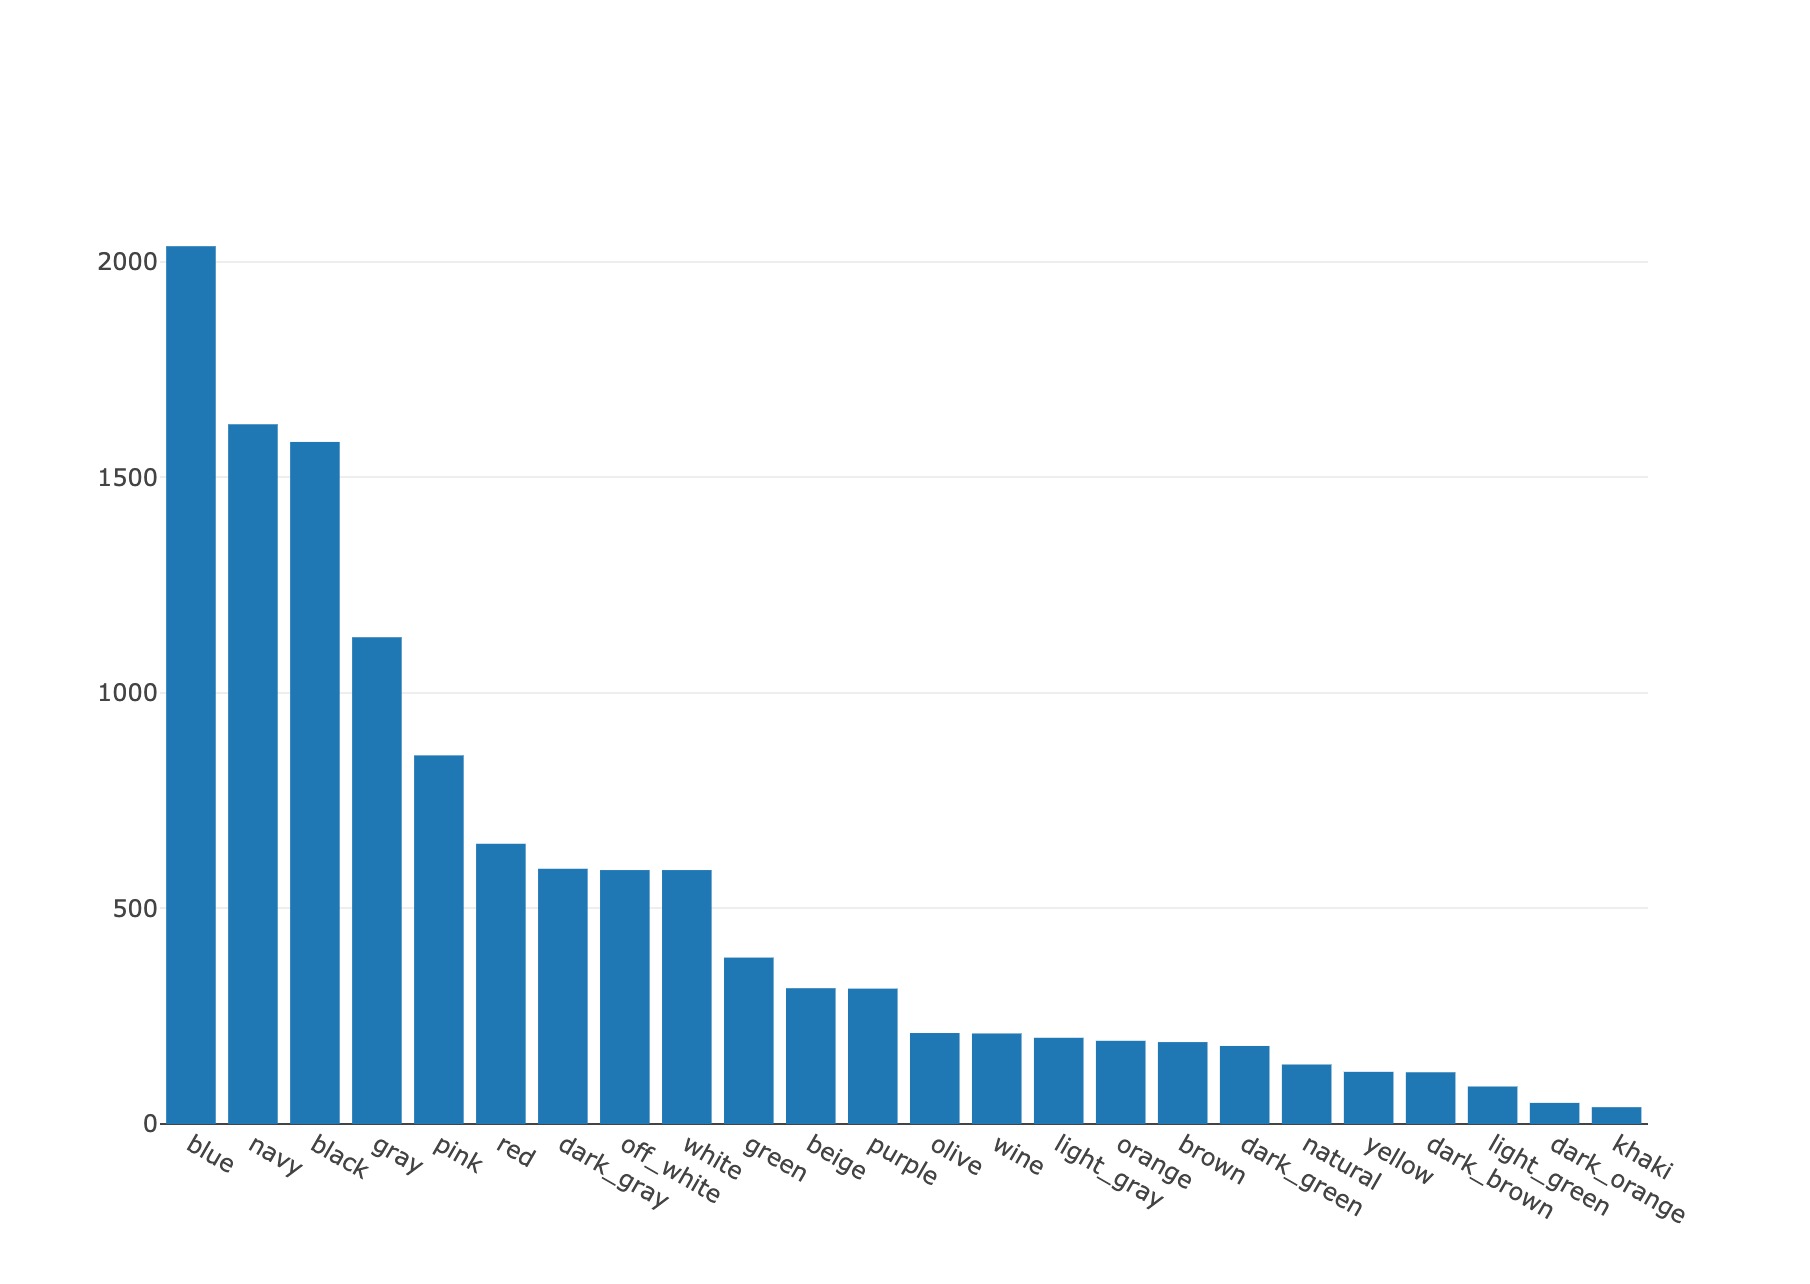 2000
1500
1000
500
0
blue
navy
black
gray
pink
red
dark_gray
off_white
white
green
beige
purple
olive
wine
light_gray
orange
brown
dark_green
natural
yellow
dark_brown
light_green
dark_orange
khaki